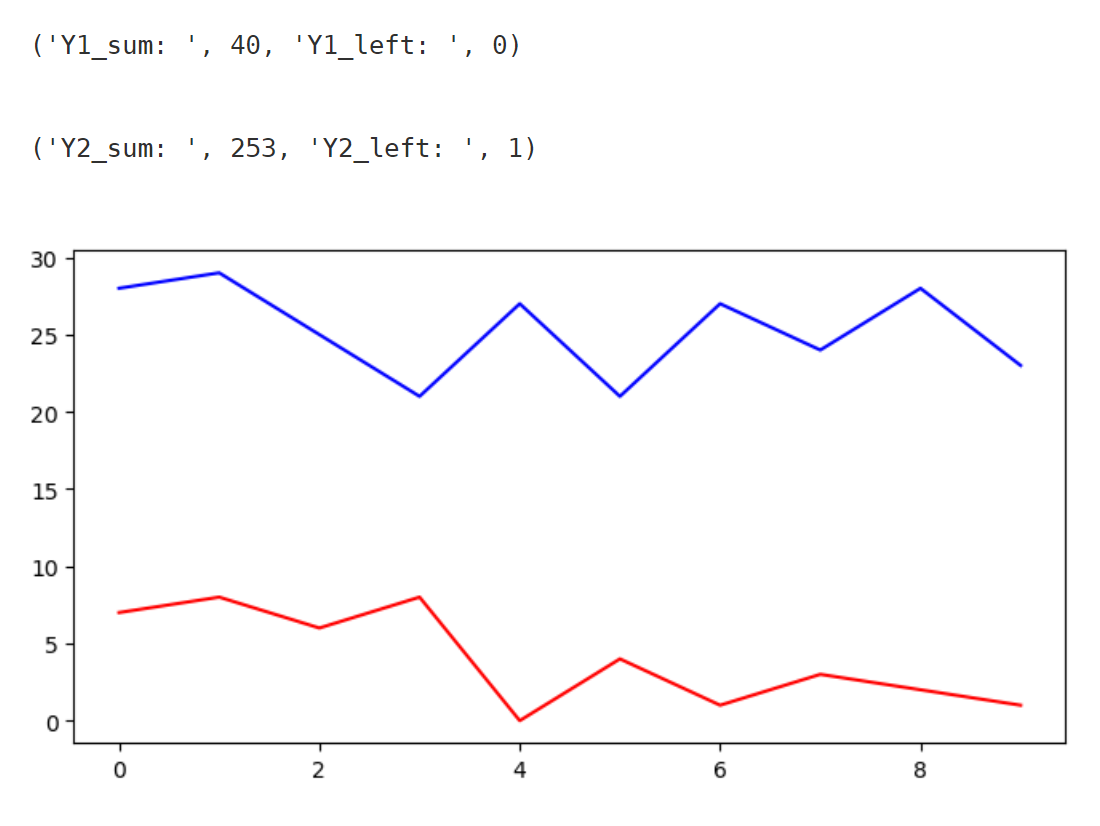 ('Y1_sum: ', 40, 'Y1_left: ', 0)
('Y2_sum: ', 253, 'Y2_left: ', 1)
30
25
20
15
10
5
0
0 2 4 6 8